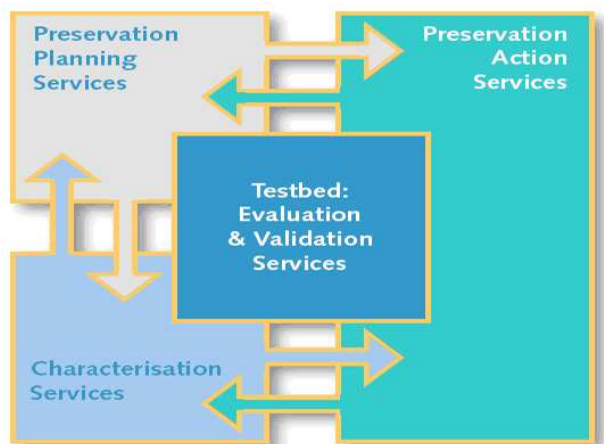 Preservation
Planning
Services
Preservation
Action
Services
Testbed:
Evaluation
& Validation
Services
Characterisation
Services